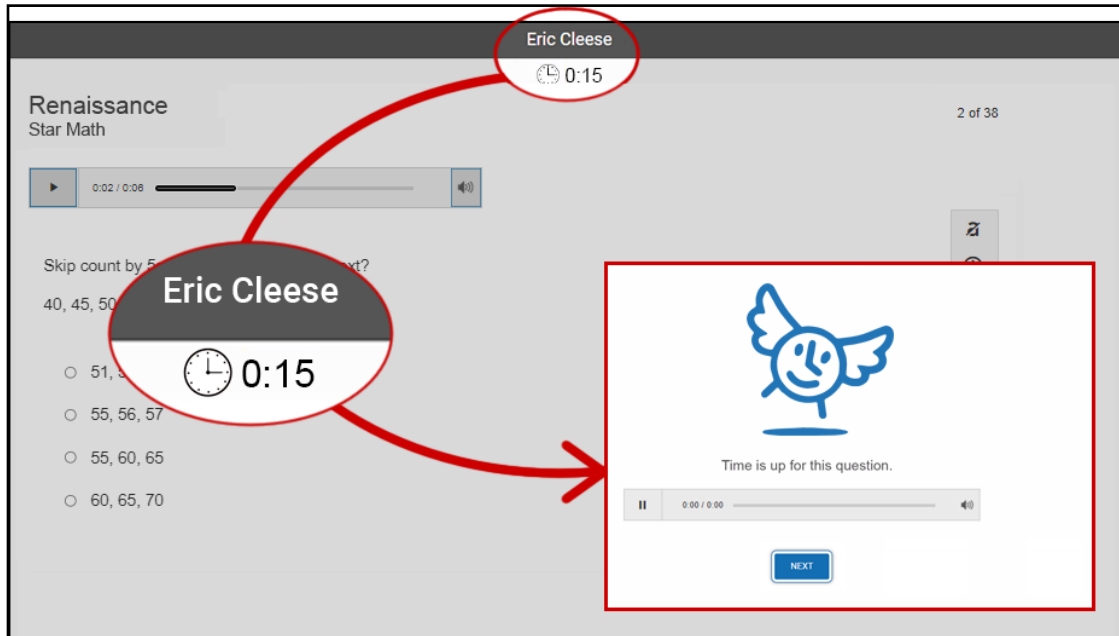 Eric Cleese
0:15
Renaissance
Star Math
2 of 38
0:02 / 0:06
Skip count by 5 xt?
40, 45, 50
Eric Cleese
0:15
51, 5
55, 56, 57
55, 60, 65
60, 65, 70
Time is up for this question.
0:00 / 0:00
NEXT